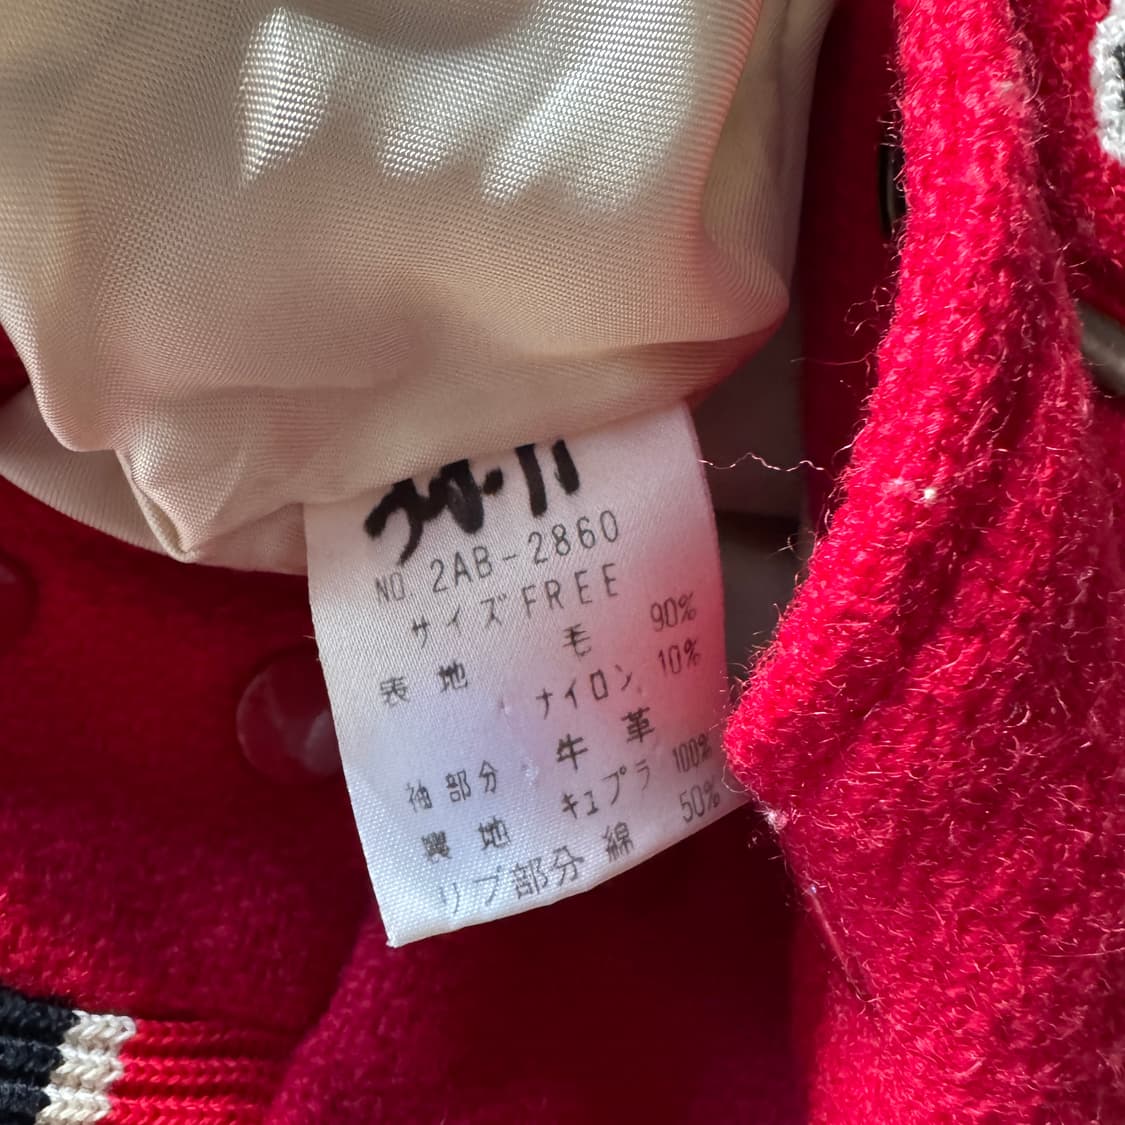 NO. 2AB-2860
サイズ FREE
表地 毛 90%
ナイロン 10%
袖部分 牛革
裏地 キュプラ 100%
リブ部分 綿 50%